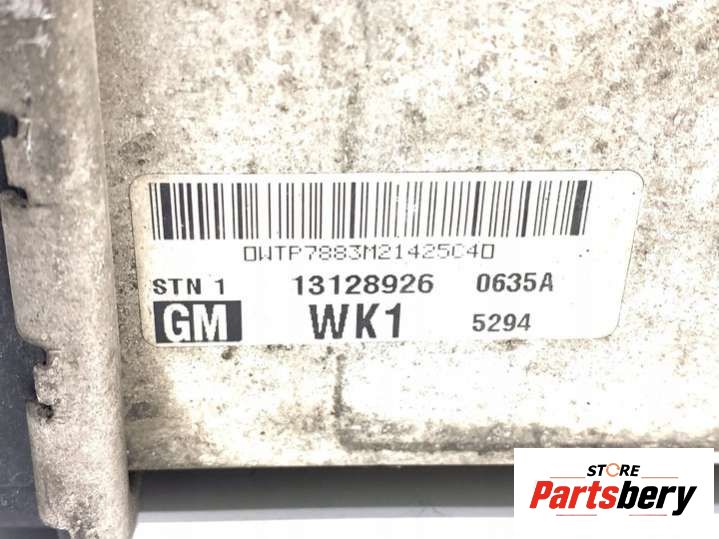 0WTP7883M21425C40
STN 1 13128926 0635A
GM WK1 5294
STORE
Partsbery